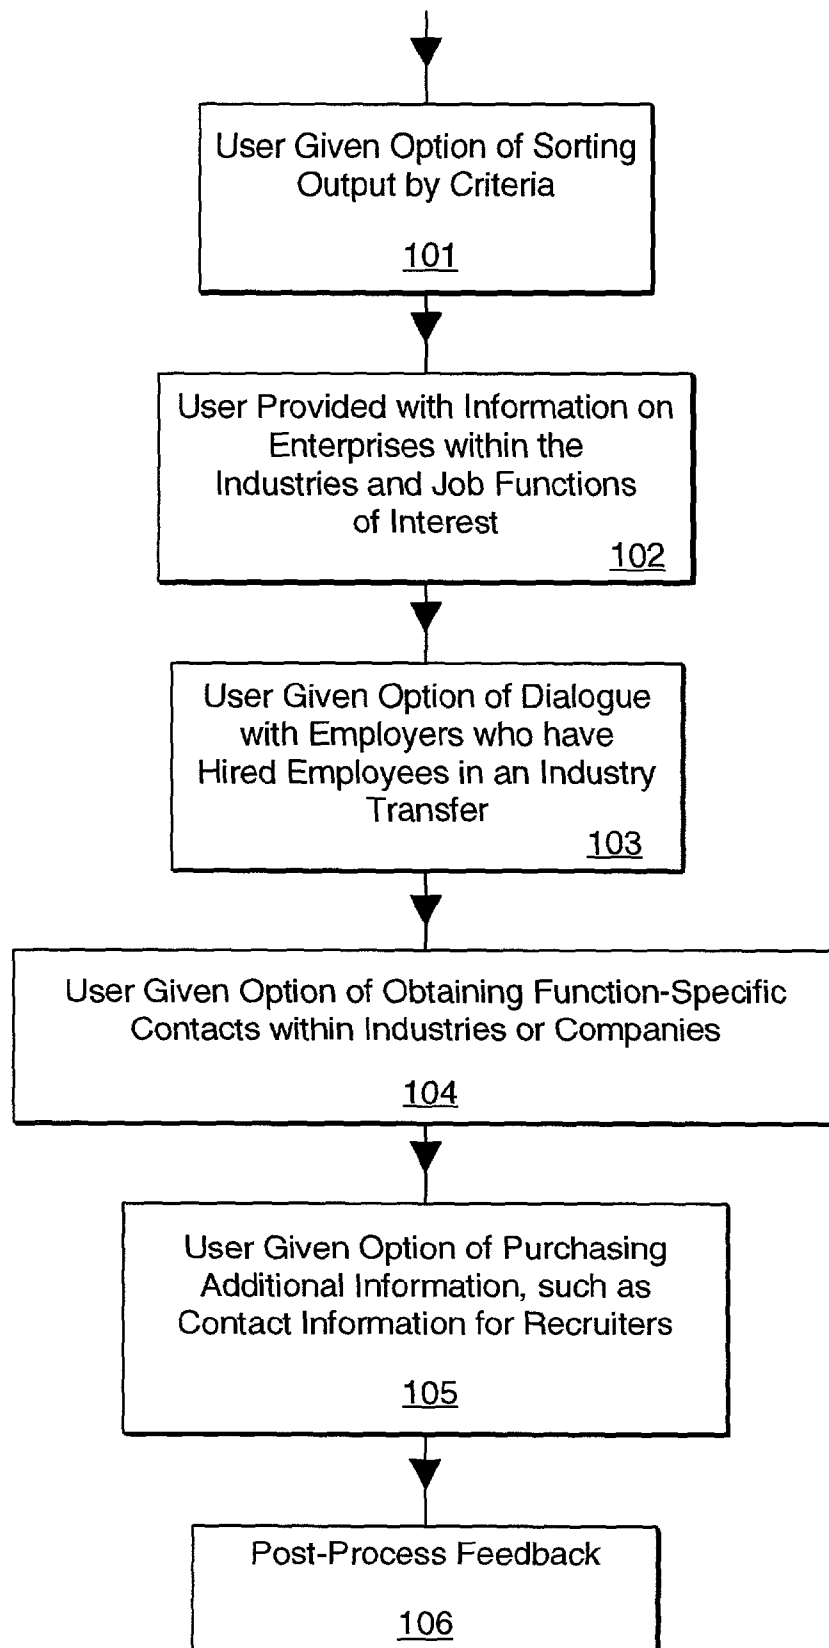 User Given Option of Sorting
Output by Criteria
101
User Provided with Information on
Enterprises within the
Industries and Job Functions
of Interest
102
User Given Option of Dialogue
with Employers who have
Hired Employees in an Industry
Transfer
103
User Given Option of Obtaining Function-Specific
Contacts within Industries or Companies
104
User Given Option of Purchasing
Additional Information, such as
Contact Information for Recruiters
105
Post-Process Feedback
106